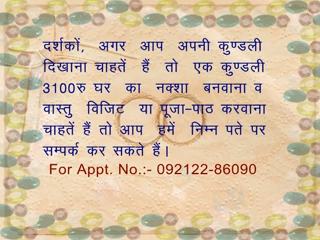 दर्शकों, अगर आप अपनी कुण्डली
दिखाना चाहतें हैं तो एक कुण्डली
3100रु घर का नक्शा बनवाना व
वास्तु विजिट या पूजा-पाठ करवाना
चाहतें हैं तो आप हमें निम्न पते पर
सम्पर्क कर सकते हैं।
For Appt. No.:- 092122-86090